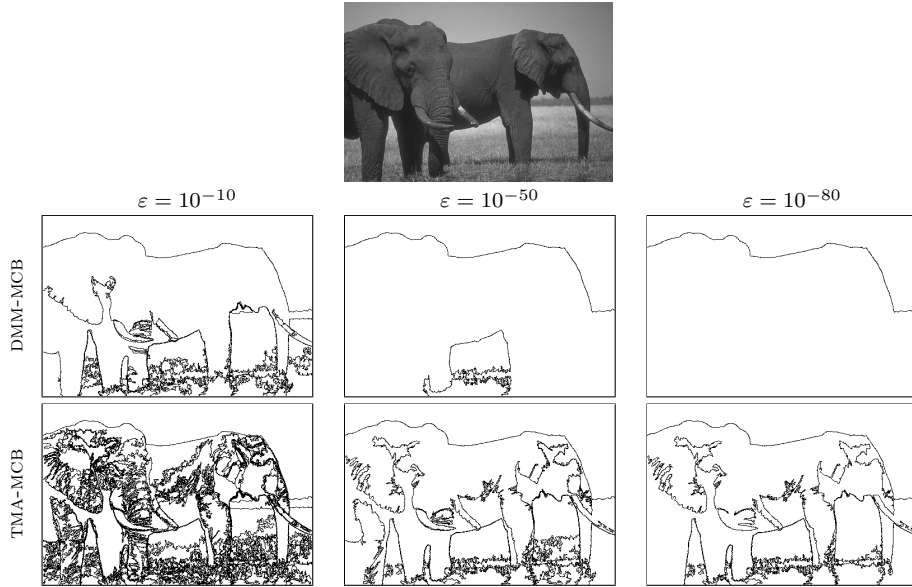 ε = 10⁻¹⁰
ε = 10⁻⁵⁰
ε = 10⁻⁸⁰
DMM-MCB
TMA-MCB